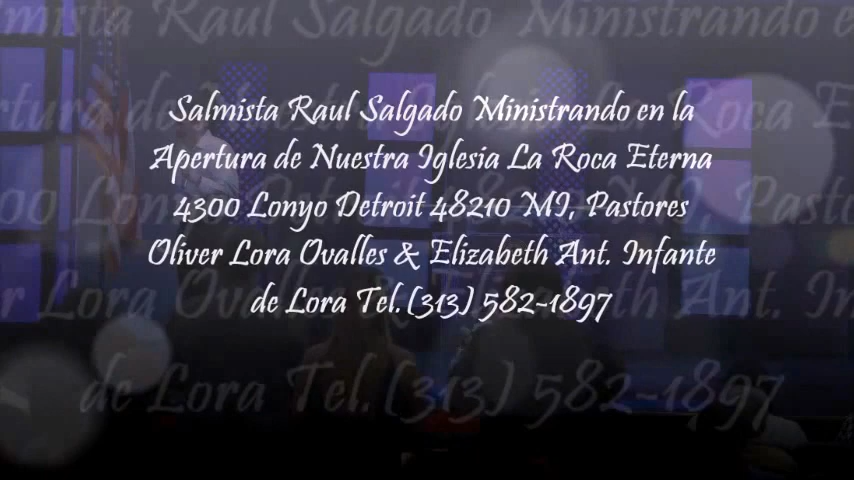 Salmista Raul Salgado Ministrando en la
Apertura de Nuestra Iglesia La Roca Eterna
4300 Lonyo Detroit 48210 MI, Pastores
Oliver Lora Ovalles & Elizabeth Ant. Infante
de Lora Tel.(313) 582-1897